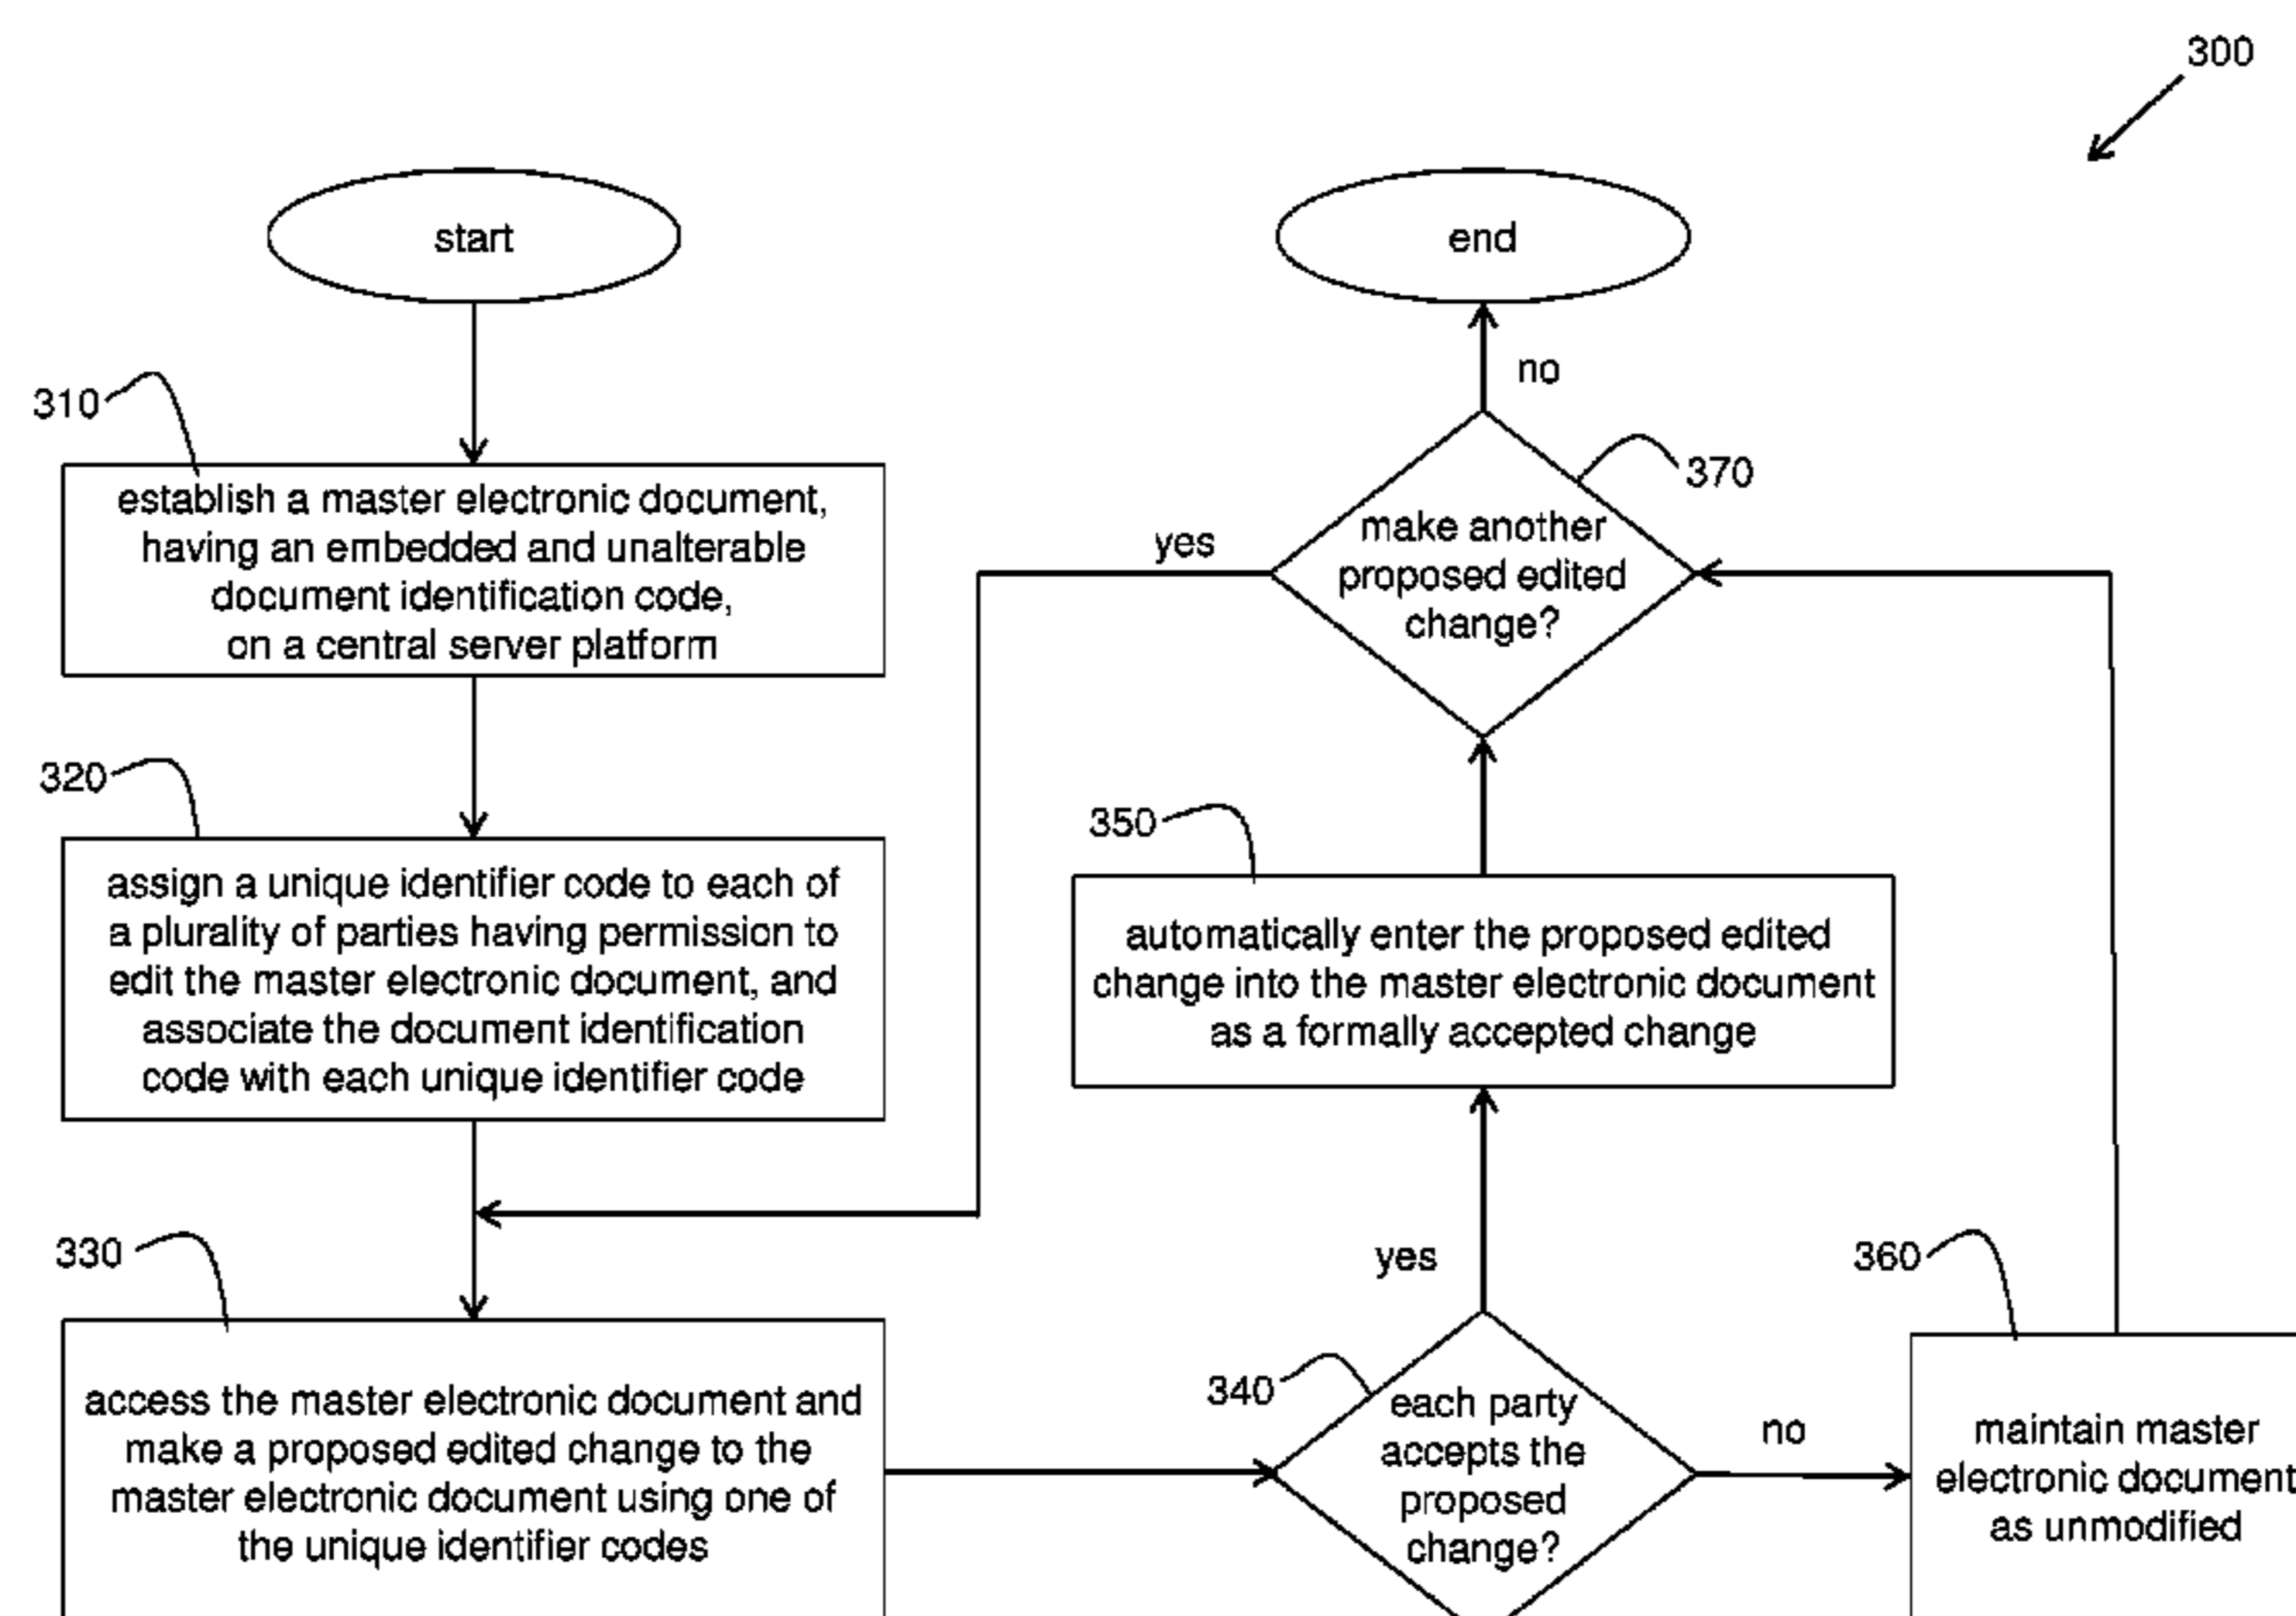 300
start
310
establish a master electronic document,
having an embedded and unalterable
document identification code,
on a central server platform
320
assign a unique identifier code to each of
a plurality of parties having permission to
edit the master electronic document, and
associate the document identification
code with each unique identifier code
330
access the master electronic document and
make a proposed edited change to the
master electronic document using one of
the unique identifier codes
end
no
370
make another
proposed edited
change?
yes
350
automatically enter the proposed edited
change into the master electronic document
as a formally accepted change
yes
340
each party
accepts the
proposed
change?
no
360
maintain master
electronic document
as unmodified